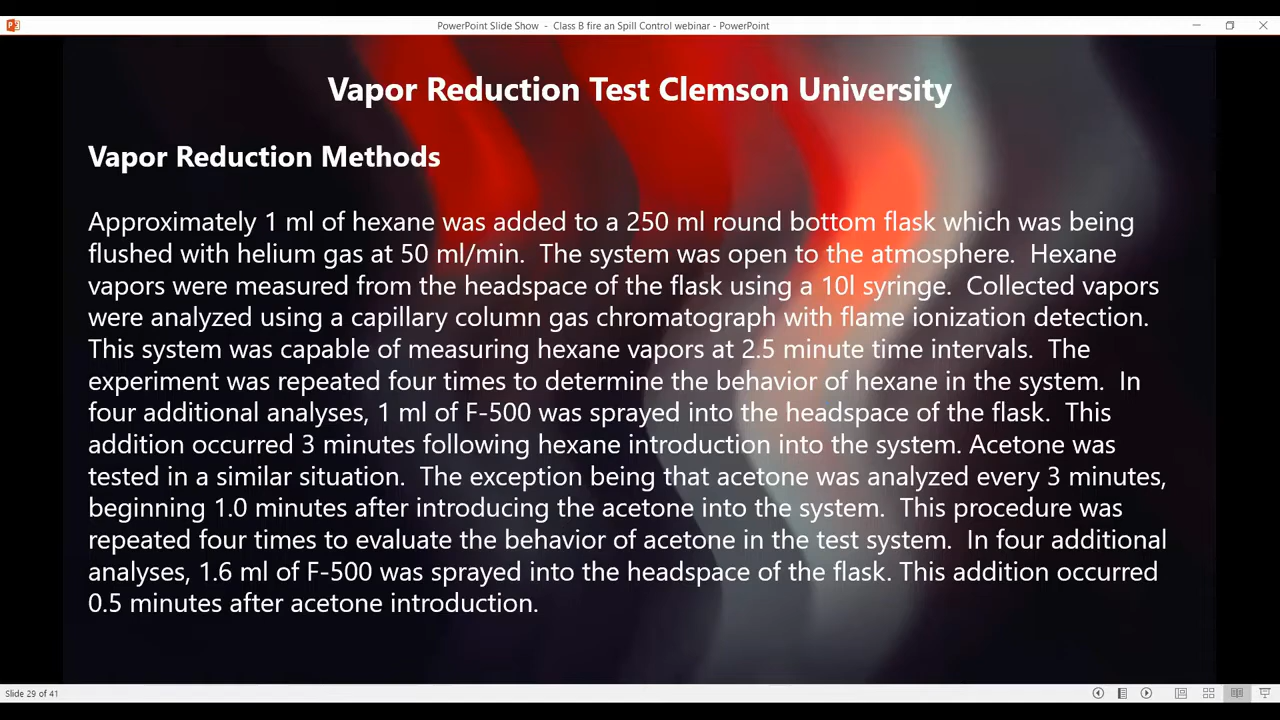 PowerPoint Slide Show - Class B fire an Spill Control webinar - PowerPoint
Vapor Reduction Test Clemson University
Vapor Reduction Methods
Approximately 1 ml of hexane was added to a 250 ml round bottom flask which was being
flushed with helium gas at 50 ml/min. The system was open to the atmosphere. Hexane
vapors were measured from the headspace of the flask using a 10l syringe. Collected vapors
were analyzed using a capillary column gas chromatograph with flame ionization detection.
This system was capable of measuring hexane vapors at 2.5 minute time intervals. The
experiment was repeated four times to determine the behavior of hexane in the system. In
four additional analyses, 1 ml of F-500 was sprayed into the headspace of the flask. This
addition occurred 3 minutes following hexane introduction into the system. Acetone was
tested in a similar situation. The exception being that acetone was analyzed every 3 minutes,
beginning 1.0 minutes after introducing the acetone into the system. This procedure was
repeated four times to evaluate the behavior of acetone in the test system. In four additional
analyses, 1.6 ml of F-500 was sprayed into the headspace of the flask. This addition occurred
0.5 minutes after acetone introduction.
Slide 29 of 41